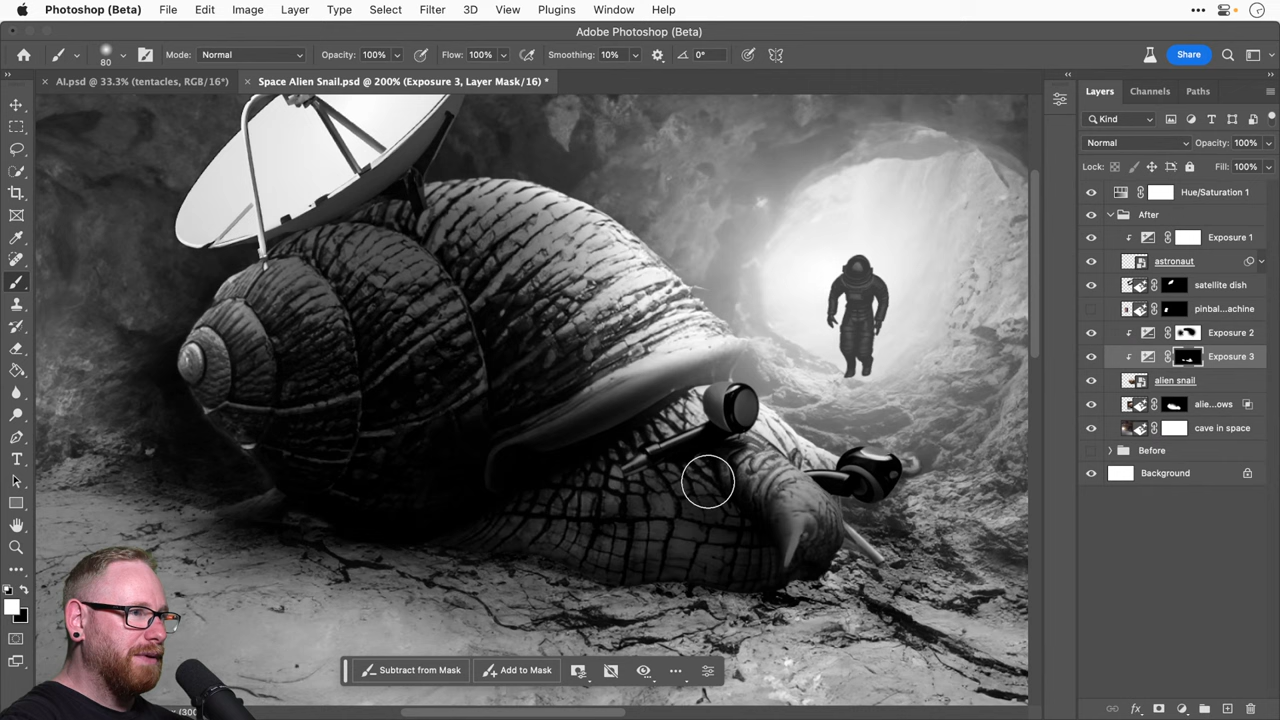 Photoshop (Beta) File Edit Image Layer Type Select Filter 3D View Plugins Window Help
Adobe Photoshop (Beta)
80 Mode: Normal Opacity: 100% Flow: 100% Smoothing: 10% 0° Share
AI.psd @ 33.3% (tentacles, RGB/16*) Space Alien Snail.psd @ 200% (Exposure 3, Layer Mask/16) *
Layers Channels Paths
Kind
Normal Opacity: 100%
Lock: Fill: 100%
Hue/Saturation 1
After
Exposure 1
astronaut
satellite dish
pinbal...achine
Exposure 2
Exposure 3
alien snail
alie...ows
cave in space
Before
Background
Subtract from Mask Add to Mask